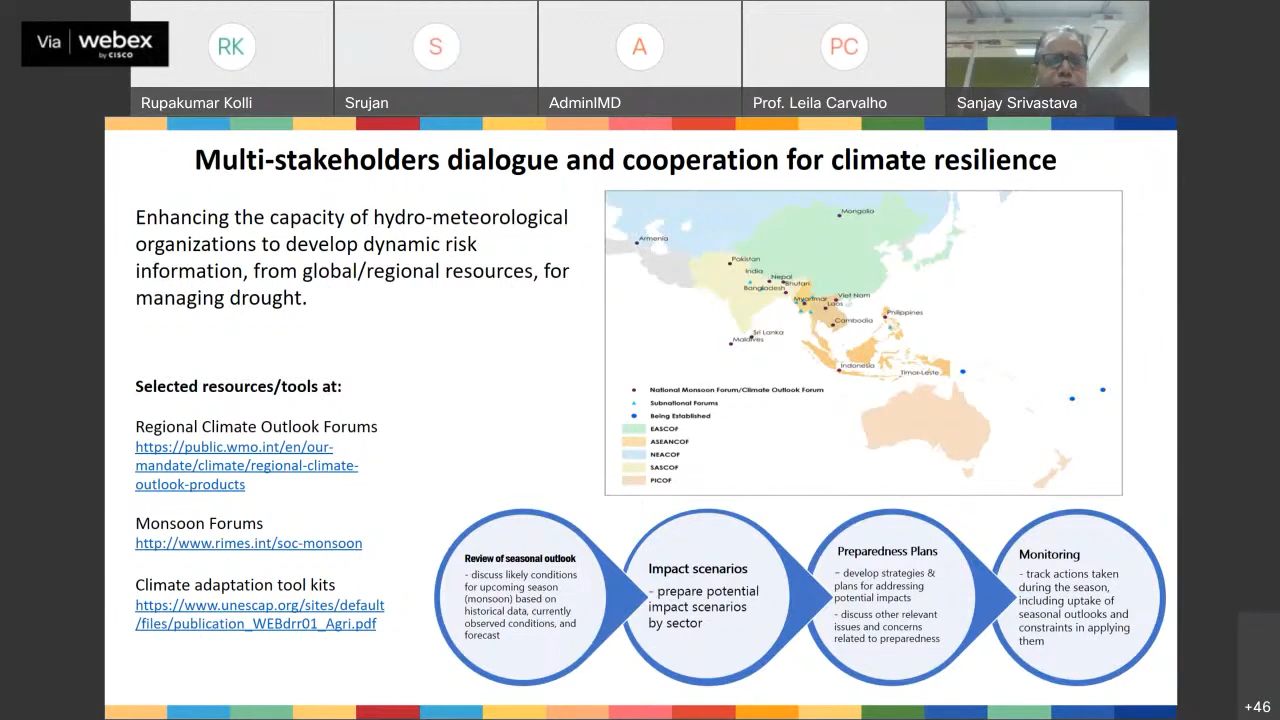 Via webex
by CISCO
RK
S
A
PC
Rupakumar Kolli
Srujan
AdminIMD
Prof. Leila Carvalho
Sanjay Srivastava
Multi-stakeholders dialogue and cooperation for climate resilience
Enhancing the capacity of hydro-meteorological
organizations to develop dynamic risk
information, from global/regional resources, for
managing drought.
Selected resources/tools at:
Regional Climate Outlook Forums
https://public.wmo.int/en/our-
mandate/climate/regional-climate-
outlook-products
Monsoon Forums
http://www.rimes.int/soc-monsoon
Climate adaptation tool kits
https://www.unescap.org/sites/default
/files/publication_WEBdrr01_Agri.pdf
Mongolia
Armenia
Pakistan
India
Nepal
Bhutan
Bangladesh
Myanmar
Viet Nam
Laos
Philippines
Cambodia
Sri Lanka
Maldives
Indonesia
Timor-Leste
National Monsoon Forum/Climate Outlook Forum
Subnational Forums
Being Established
EASCOF
ASEANCOF
NEACOF
SASCOF
PICOF
Review of seasonal outlook
- discuss likely conditions
for upcoming season
(monsoon) based on
historical data, currently
observed conditions, and
forecast
Impact scenarios
- prepare potential
impact scenarios
by sector
Preparedness Plans
– develop strategies &
plans for addressing
potential impacts
- discuss other relevant
issues and concerns
related to preparedness
Monitoring
- track actions taken
during the season,
including uptake of
seasonal outlooks and
constraints in applying
them
+46